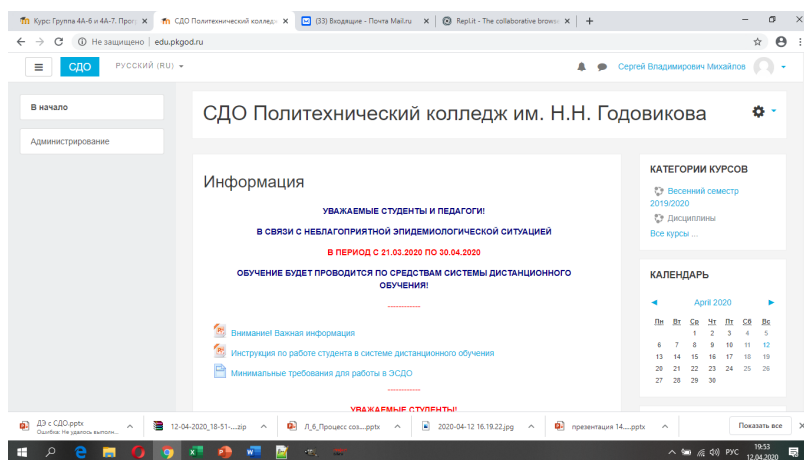 Курс: Группа 4А-6 и 4А-7. Прог
СДО Политехнический коллед
(33) Входящие - Почта Mail.ru
Repl.it - The collaborative browse
Не защищено | edu.pkgod.ru
СДО
РУССКИЙ (RU)
Сергей Владимирович Михайлов
В начало
Администрирование
СДО Политехнический колледж им. Н.Н. Годовикова
Информация
УВАЖАЕМЫЕ СТУДЕНТЫ И ПЕДАГОГИ!
В СВЯЗИ С НЕБЛАГОПРИЯТНОЙ ЭПИДЕМИОЛОГИЧЕСКОЙ СИТУАЦИЕЙ
В ПЕРИОД С 21.03.2020 ПО 30.04.2020
ОБУЧЕНИЕ БУДЕТ ПРОВОДИТСЯ ПО СРЕДСТВАМ СИСТЕМЫ ДИСТАНЦИОННОГО
ОБУЧЕНИЯ!
------------
Внимание! Важная информация
Инструкция по работе студента в системе дистанционного обучения
Минимальные требования для работы в ЭСДО
------------
УВАЖАЕМЫЕ СТУДЕНТЫ!
КАТЕГОРИИ КУРСОВ
Весенний семестр
2019/2020
Дисциплины
Все курсы ...
КАЛЕНДАРЬ
April 2020
Пн Вт Ср Чт Пт Сб Вс
1 2 3 4 5
6 7 8 9 10 11 12
13 14 15 16 17 18 19
20 21 22 23 24 25 26
27 28 29 30
ДЭ с СДО.pptx
Ошибка: Не удалось выполн...
12-04-2020_18-51-....zip
Л_6_Процесс соз....pptx
2020-04-12 16.19.22.jpg
презентация 14....pptx
Показать все
РУС
19:53
12.04.2020